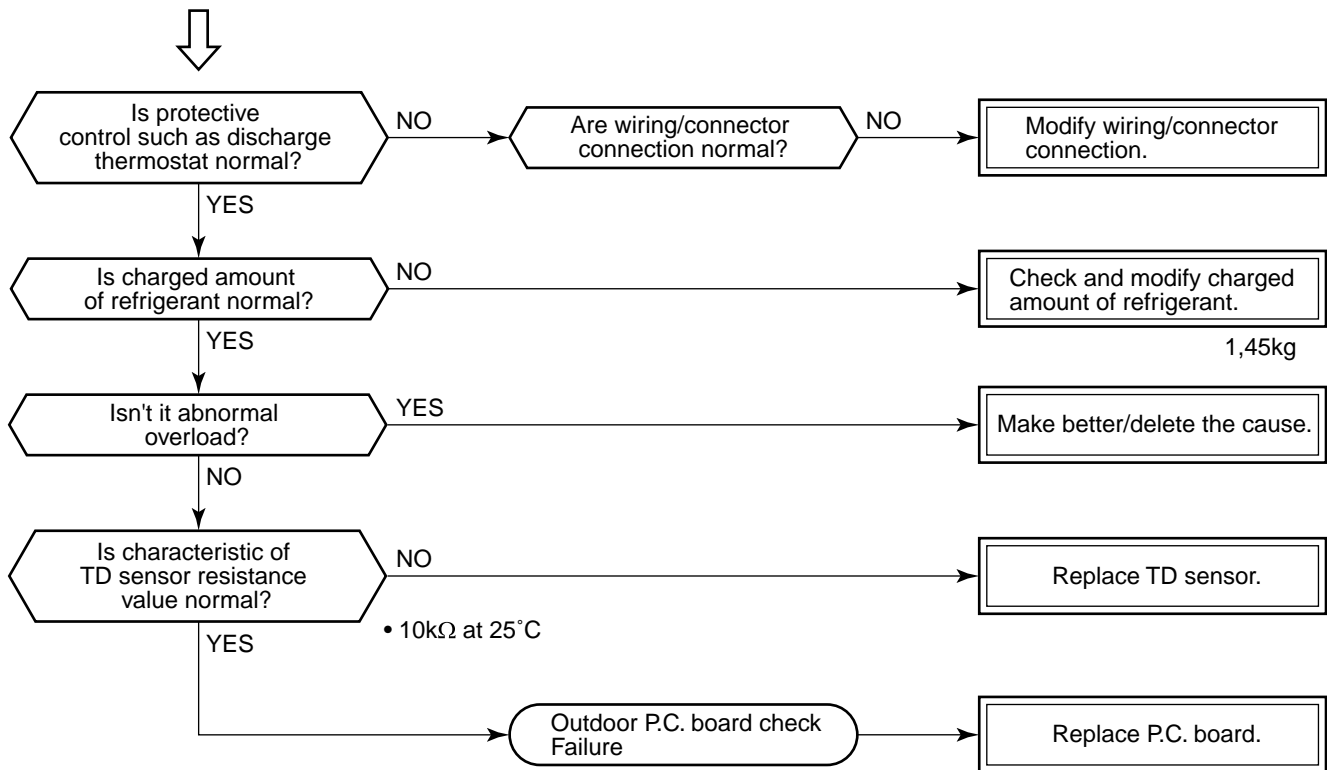 Is protective
control such as discharge
thermostat normal?
NO
Are wiring/connector
connection normal?
NO
Modify wiring/connector
connection.
YES
Is charged amount
of refrigerant normal?
NO
Check and modify charged
amount of refrigerant.
1,45kg
YES
Isn't it abnormal
overload?
YES
Make better/delete the cause.
NO
Is characteristic of
TD sensor resistance
value normal?
NO
Replace TD sensor.
• 10kΩ at 25˚C
YES
Outdoor P.C. board check
Failure
Replace P.C. board.